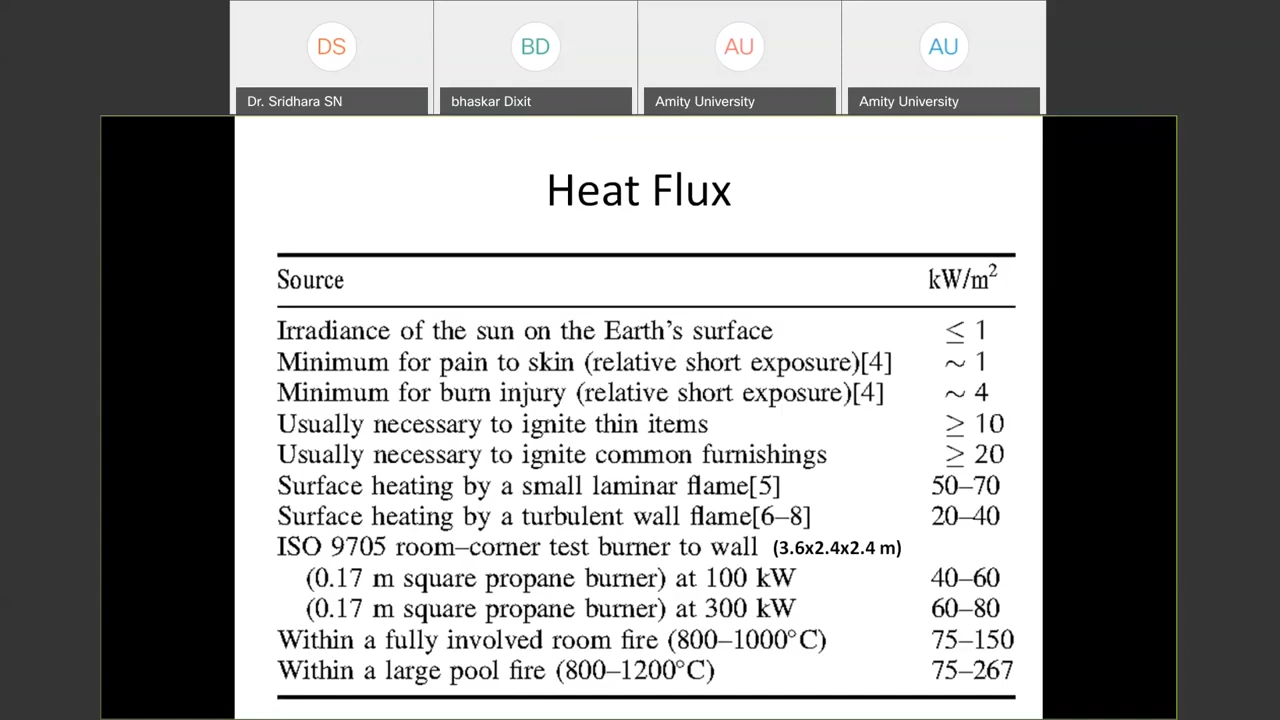 DS
BD
AU
AU
Dr. Sridhara SN
bhaskar Dixit
Amity University
Amity University
Heat Flux
Source kW/m²
Irradiance of the sun on the Earth's surface ≤ 1
Minimum for pain to skin (relative short exposure)[4] ~ 1
Minimum for burn injury (relative short exposure)[4] ~ 4
Usually necessary to ignite thin items ≥ 10
Usually necessary to ignite common furnishings ≥ 20
Surface heating by a small laminar flame[5] 50–70
Surface heating by a turbulent wall flame[6–8] 20–40
ISO 9705 room–corner test burner to wall (3.6x2.4x2.4 m)
(0.17 m square propane burner) at 100 kW 40–60
(0.17 m square propane burner) at 300 kW 60–80
Within a fully involved room fire (800–1000°C) 75–150
Within a large pool fire (800–1200°C) 75–267